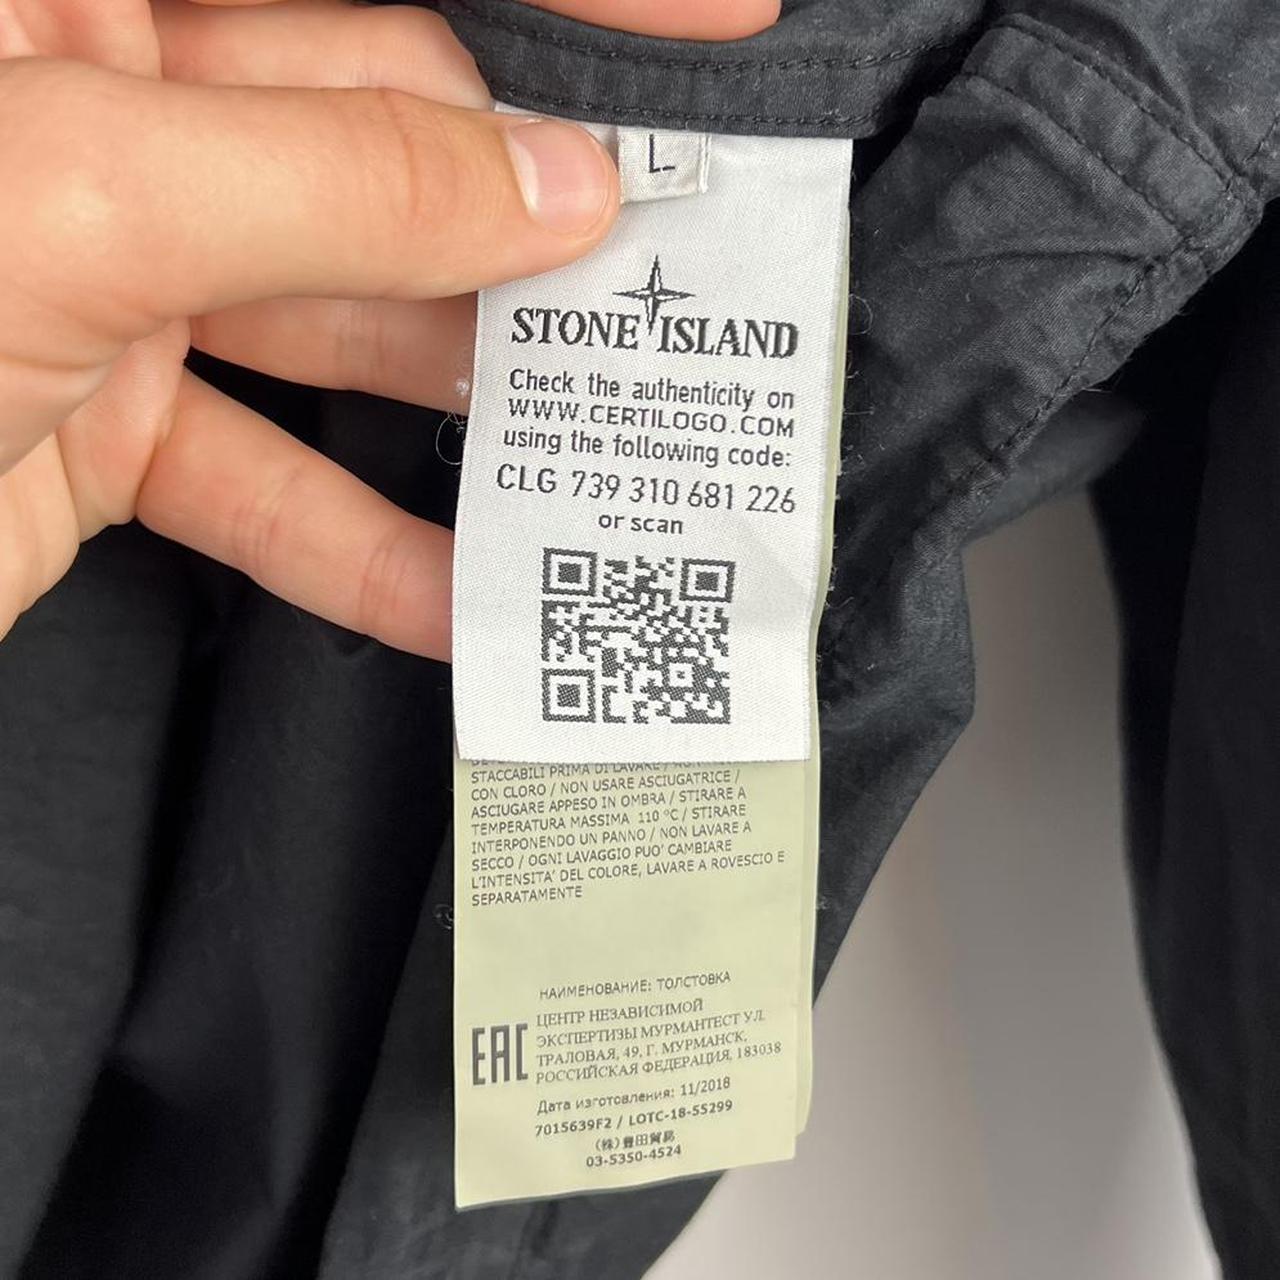 L
STONE ISLAND
Check the authenticity on
WWW.CERTILOGO.COM
using the following code:
CLG 739 310 681 226
or scan
STACCABILI PRIMA DI LAVARE /
CON CLORO / NON USARE ASCIUGATRICE /
ASCIUGARE APPESO IN OMBRA / STIRARE A
TEMPERATURA MASSIMA 110 °C / STIRARE
INTERPONENDO UN PANNO / NON LAVARE A
SECCO / OGNI LAVAGGIO PUO' CAMBIARE
L'INTENSITA' DEL COLORE, LAVARE A ROVESCIO E
SEPARATAMENTE
НАИМЕНОВАНИЕ: ТОЛСТОВКА
EAC
ЦЕНТР НЕЗАВИСИМОЙ
ЭКСПЕРТИЗЫ МУРМАНТЕСТ УЛ.
ТРАЛОВАЯ, 49, Г. МУРМАНСК,
РОССИЙСКАЯ ФЕДЕРАЦИЯ, 183038
Дата изготовления: 11/2018
7015639F2 / LOTC-18-55299
(株)豊田貿易
03-5350-4524